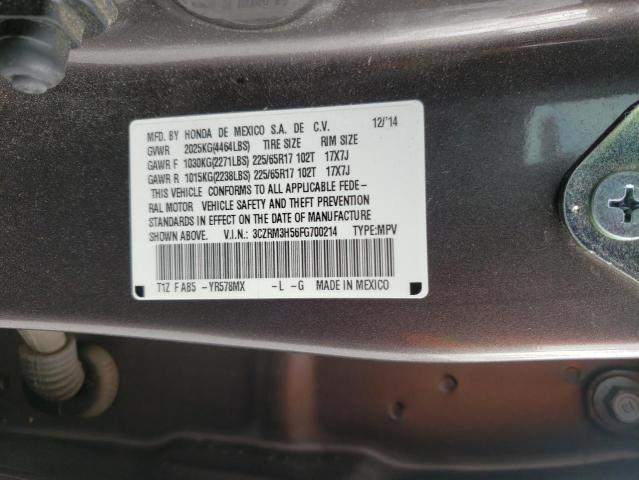 MFD. BY HONDA DE MEXICO S.A. DE C.V. 12/'14
GVWR 2025KG(4464LBS) TIRE SIZE RIM SIZE
GAWR F 1030KG(2271LBS) 225/65R17 102T 17X7J
GAWR R 1015KG(2238LBS) 225/65R17 102T 17X7J
THIS VEHICLE CONFORMS TO ALL APPLICABLE FEDE-
RAL MOTOR VEHICLE SAFETY AND THEFT PREVENTION
STANDARDS IN EFFECT ON THE DATE OF MANUFACTURE
SHOWN ABOVE. V.I.N.: 3CZRM3H56FG700214 TYPE:MPV
T1Z F AB5 -YR578MX -L -G MADE IN MEXICO